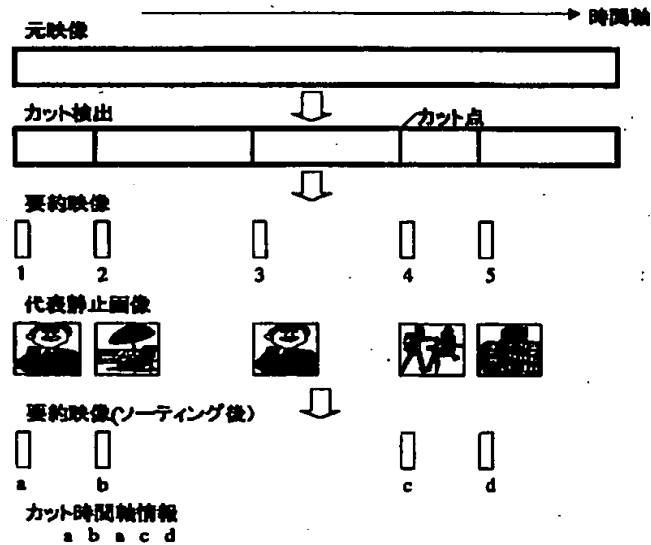 時間軸
元映像
カット検出
カット点
要約映像
1 2 3 4 5
代表静止画像
要約映像(ソーティング後)
a b c d
カット時間軸情報
a b a c d